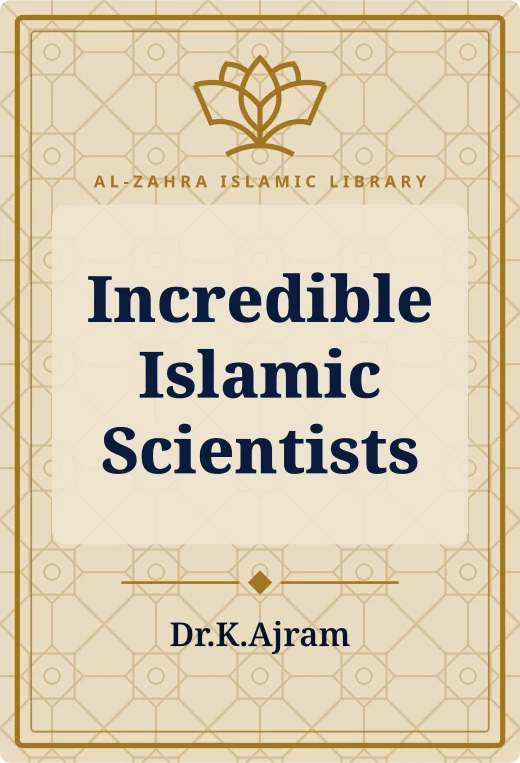 AL-ZAHRA ISLAMIC LIBRARY
Incredible
Islamic
Scientists
Dr.K.Ajram